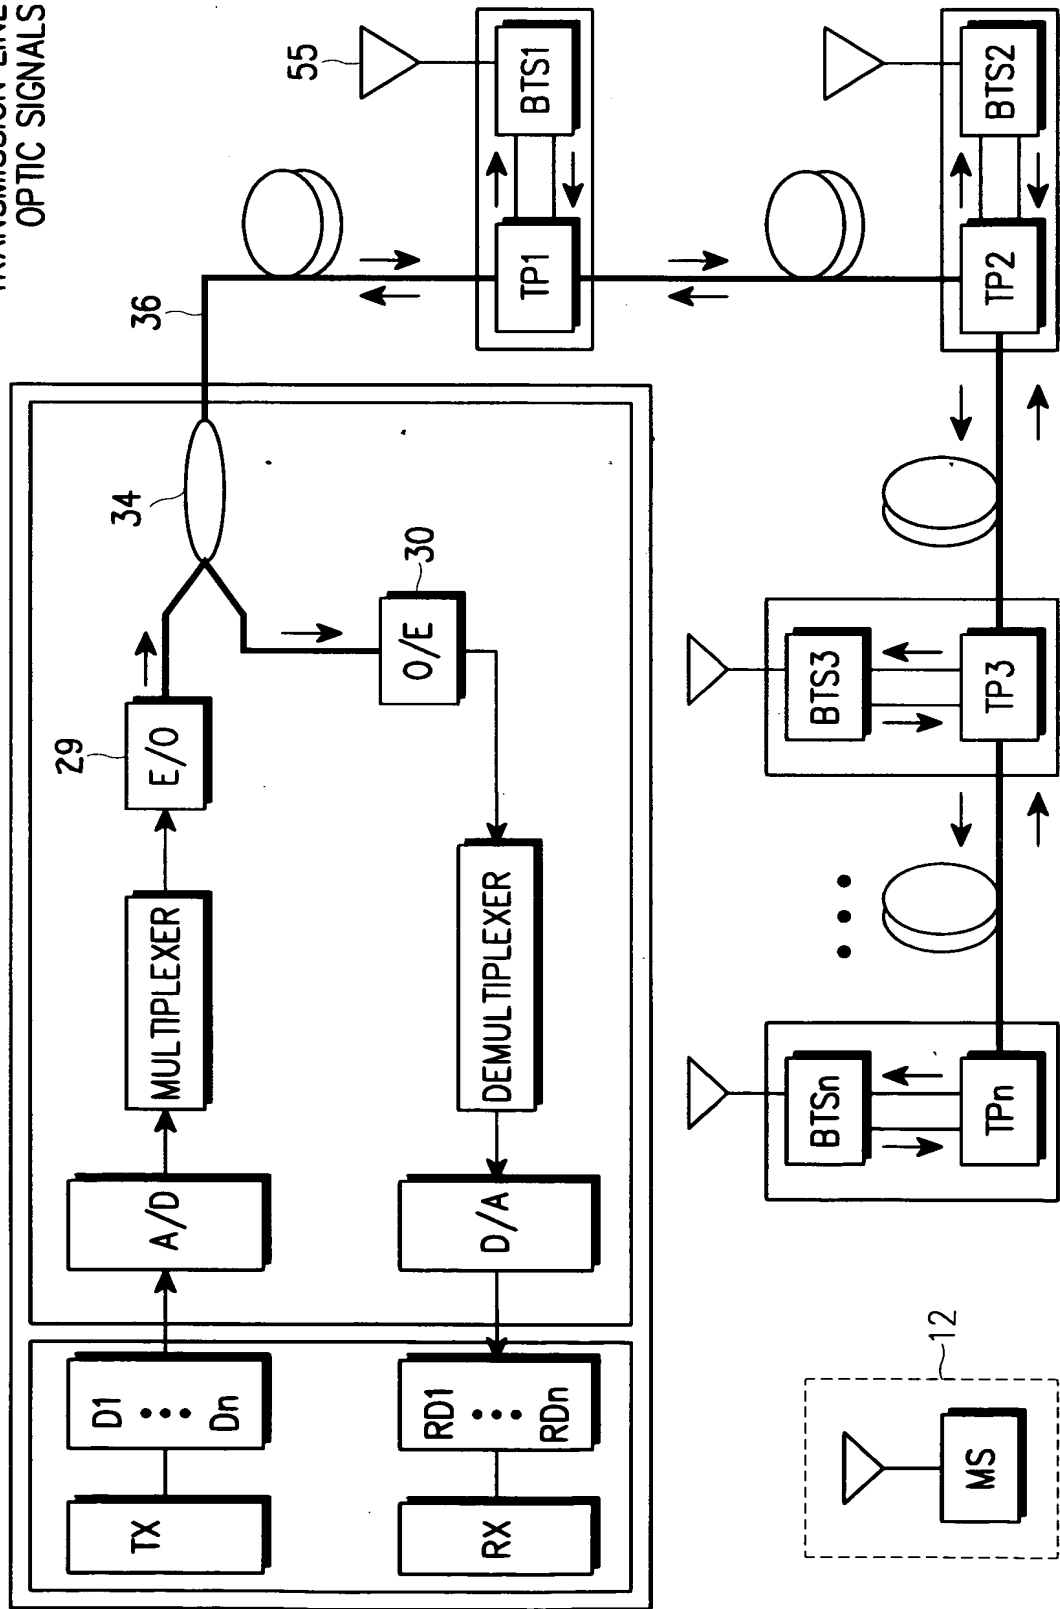 TRANSMISSION LINE
OPTIC SIGNALS
TX
D1
Dn
A/D
MULTIPLEXER
29
E/O
34
36
55
BTS1
TP1
BTS2
TP2
RX
RD1
RDn
D/A
DEMULTIPLEXER
O/E
30
BTS3
TP3
BTSn
TPn
12
MS